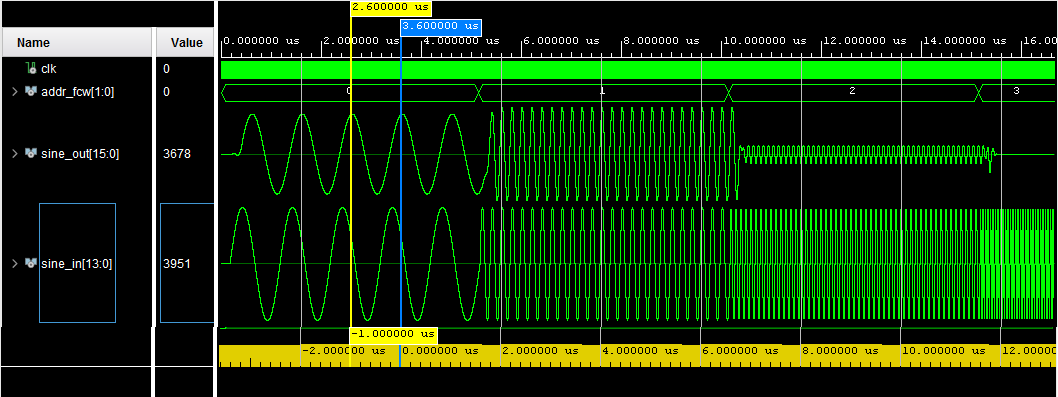 2.600000 us
3.600000 us
Name Value
0.000000 us 2.000000 us 4.000000 us 6.000000 us 8.000000 us 10.000000 us 12.000000 us 14.000000 us 16.00
clk 0
addr_fcw[1:0] 0 0 1 2 3
sine_out[15:0] 3678
sine_in[13:0] 3951
-1.000000 us
-2.000000 us 0.000000 us 2.000000 us 4.000000 us 6.000000 us 8.000000 us 10.000000 us 12.00000